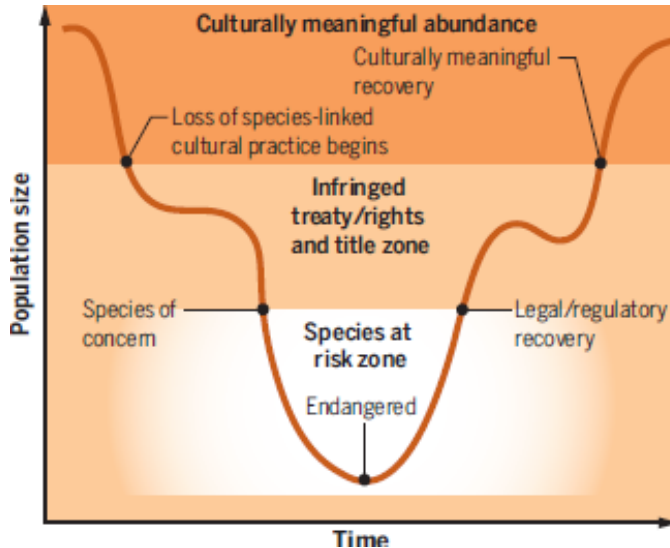 Culturally meaningful abundance
Culturally meaningful
recovery
Loss of species-linked
cultural practice begins
Infringed
treaty/rights
and title zone
Population size
Species of
concern
Species at
risk zone
Legal/regulatory
recovery
Endangered
Time